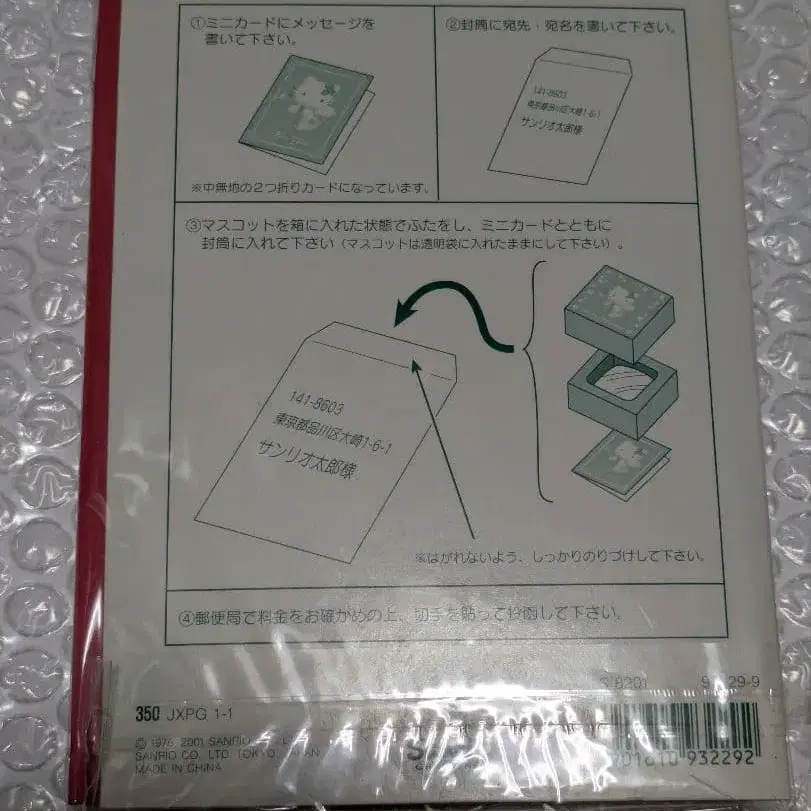 ①ミニカードにメッセージを
書いて下さい。
②封筒に宛先・宛名を書いて下さい。
141-8603
東京都品川区大崎1-6-1
サンリオ太郎様
※中無地の2つ折りカードになっています。
③マスコットを箱に入れた状態でふたをし、ミニカードとともに
封筒に入れて下さい（マスコットは透明袋に入れたままにして下さい）。
141-8603
東京都品川区大崎1-6-1
サンリオ太郎様
※はがれないよう、しっかりのりづけして下さい。
④郵便局で料金をお確かめの上、切手を貼って投函して下さい。
350 JXPG 1-1
© 1976, 2001 SANRIO
SANRIO CO., LTD. TOKYO, JAPAN
MADE IN CHINA
932292